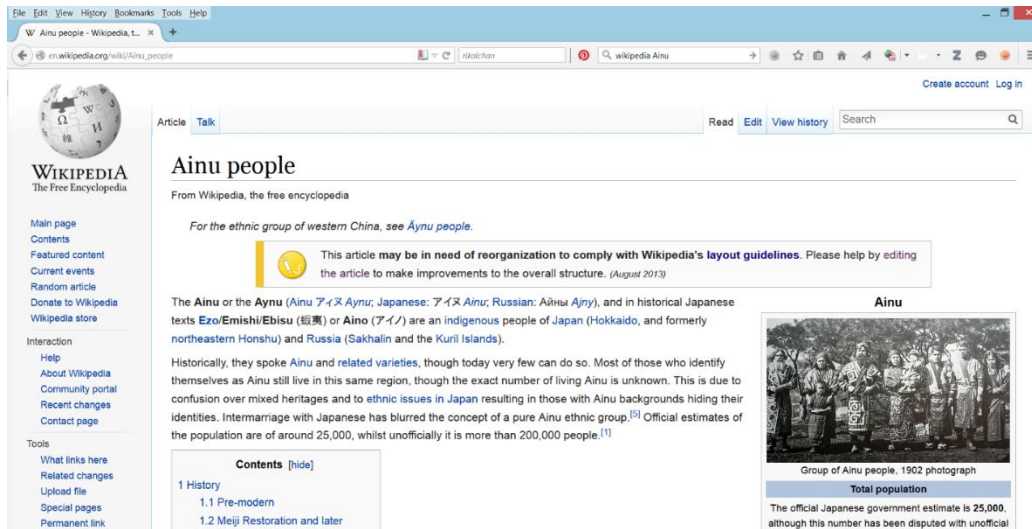 File Edit View History Bookmarks Tools Help
Ainu people - Wikipedia, t...
en.wikipedia.org/wiki/Ainu_people
rikaichan
wikipedia Ainu
Create account Log in
WIKIPEDIA
The Free Encyclopedia
Main page
Contents
Featured content
Current events
Random article
Donate to Wikipedia
Wikipedia store
Interaction
Help
About Wikipedia
Community portal
Recent changes
Contact page
Tools
What links here
Related changes
Upload file
Special pages
Permanent link
Article Talk
Read Edit View history Search
Ainu people
From Wikipedia, the free encyclopedia
For the ethnic group of western China, see Äynu people.
This article may be in need of reorganization to comply with Wikipedia's layout guidelines. Please help by editing
the article to make improvements to the overall structure. (August 2013)
The Ainu or the Aynu (Ainu アィヌ Aynu; Japanese: アイヌ Ainu; Russian: Айны Ajny), and in historical Japanese
texts Ezo/Emishi/Ebisu (蝦夷) or Aino (アイノ) are an indigenous people of Japan (Hokkaido, and formerly
northeastern Honshu) and Russia (Sakhalin and the Kuril Islands).
Historically, they spoke Ainu and related varieties, though today very few can do so. Most of those who identify
themselves as Ainu still live in this same region, though the exact number of living Ainu is unknown. This is due to
confusion over mixed heritages and to ethnic issues in Japan resulting in those with Ainu backgrounds hiding their
identities. Intermarriage with Japanese has blurred the concept of a pure Ainu ethnic group.[5] Official estimates of
the population are of around 25,000, whilst unofficially it is more than 200,000 people.[1]
Contents [hide]
1 History
1.1 Pre-modern
1.2 Meiji Restoration and later
Ainu
Group of Ainu people, 1902 photograph
Total population
The official Japanese government estimate is 25,000,
although this number has been disputed with unofficial